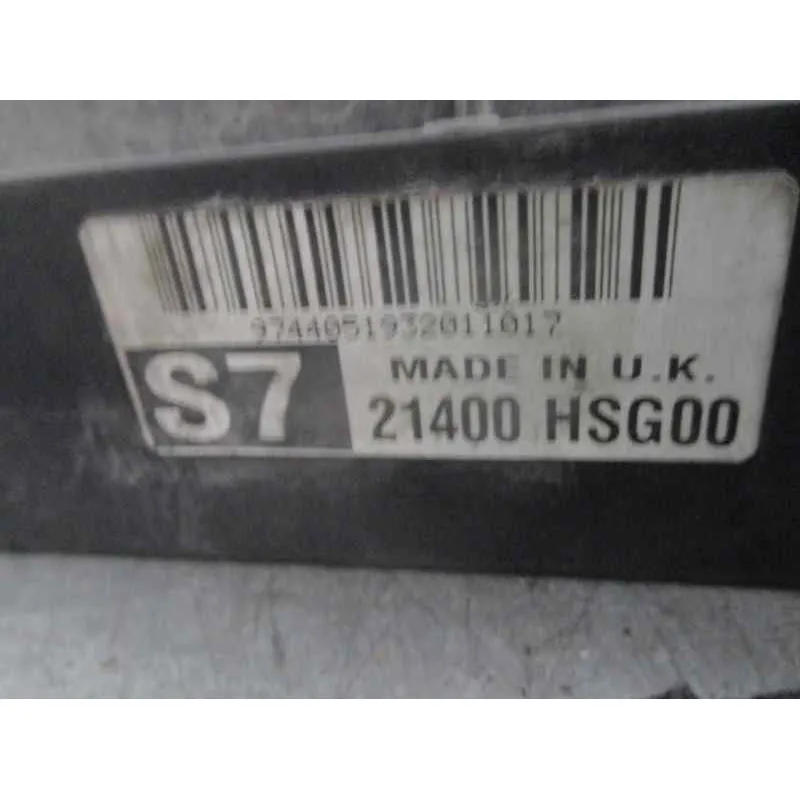 9744051932011017
S7
MADE IN U.K.
21400 HSG00